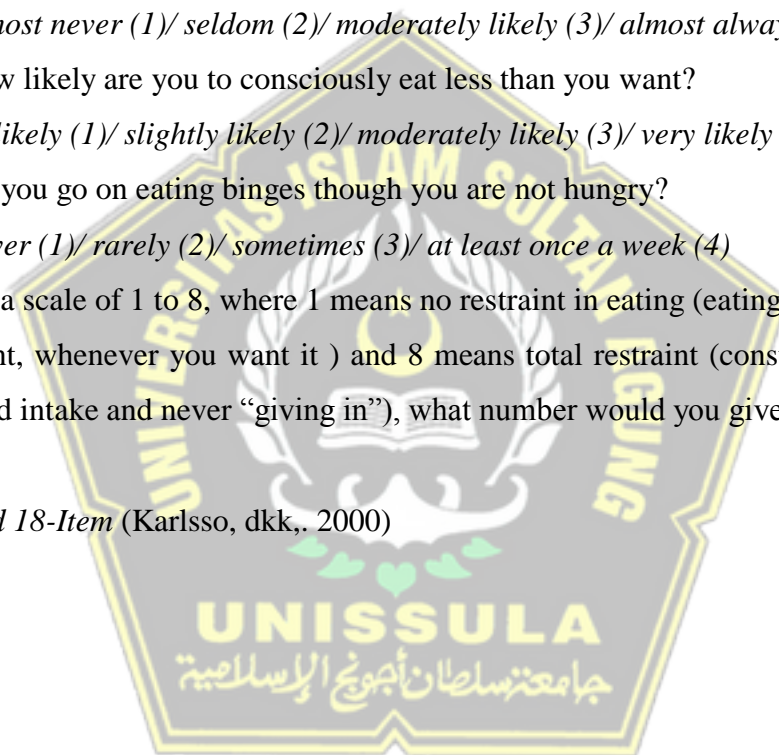 most never (1)/ seldom (2)/ moderately likely (3)/ almost
likely are you to consciously eat less than you want?
likely (1)/ slightly likely (2)/ moderately likely (3)/ very likely
you go on eating binges though you are not hungry?
(1)/ rarely (2)/ sometimes (3)/ at least once a week (4)
a scale of 1 to 8, where 1 means no restraint in eating (eating
whenever you want it ) and 8 means total restraint
intake and never “giving in”), what number would you give
18-Item (Karlsso, dkk,. 2000)
UNIVERSITAS ISLAM SULTAN AGUNG
UNISSULA
جامعة سلطان أجونج الإسلامية